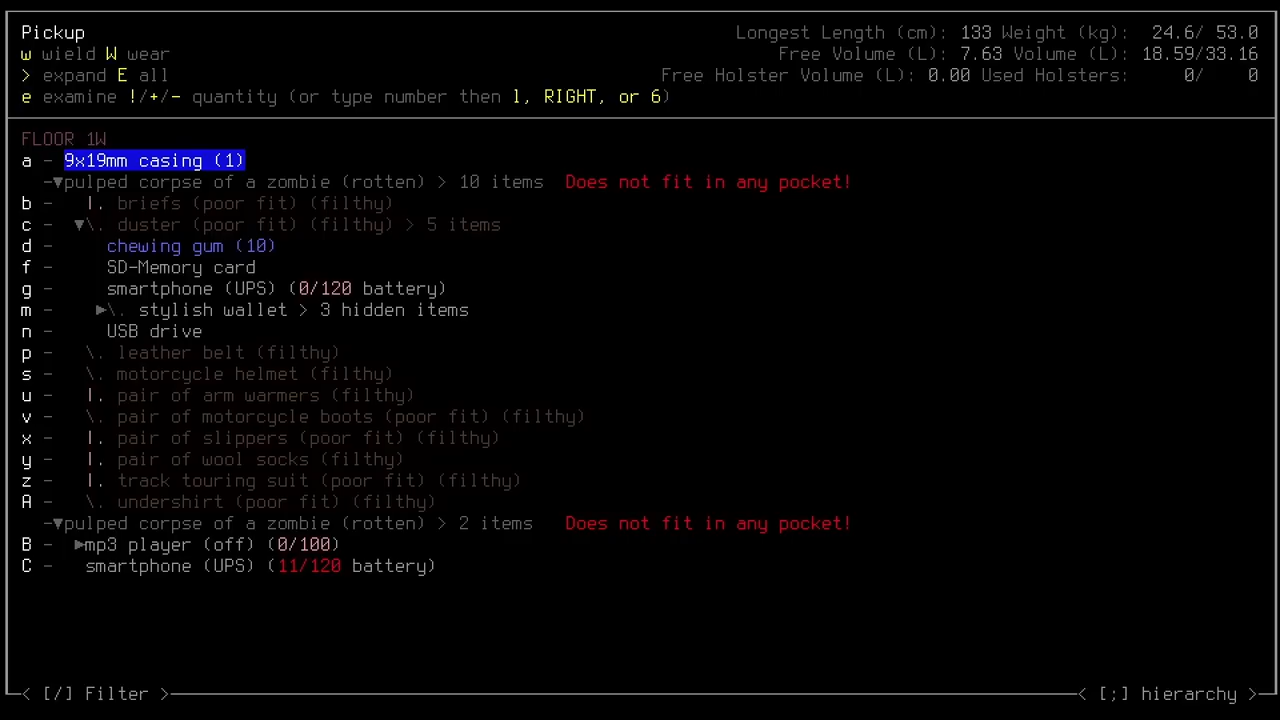 Pickup Longest Length (cm): 133 Weight (kg): 24.6/ 53.0
w wield W wear Free Volume (L): 7.63 Volume (L): 18.59/33.16
> expand E all Free Holster Volume (L): 0.00 Used Holsters: 0/ 0
e examine !/+/- quantity (or type number then l, RIGHT, or 6)
FLOOR 1W
a - 9x19mm casing (1)
-▼pulped corpse of a zombie (rotten) > 10 items Does not fit in any pocket!
b - |. briefs (poor fit) (filthy)
c - ▼\. duster (poor fit) (filthy) > 5 items
d - chewing gum (10)
f - SD-Memory card
g - smartphone (UPS) (0/120 battery)
m - ►\. stylish wallet > 3 hidden items
n - USB drive
p - \. leather belt (filthy)
s - \. motorcycle helmet (filthy)
u - |. pair of arm warmers (filthy)
v - \. pair of motorcycle boots (poor fit) (filthy)
x - |. pair of slippers (poor fit) (filthy)
y - |. pair of wool socks (filthy)
z - |. track touring suit (poor fit) (filthy)
A - \. undershirt (poor fit) (filthy)
-▼pulped corpse of a zombie (rotten) > 2 items Does not fit in any pocket!
B - ►mp3 player (off) (0/100)
C - smartphone (UPS) (11/120 battery)
< [/] Filter > < [;] hierarchy >